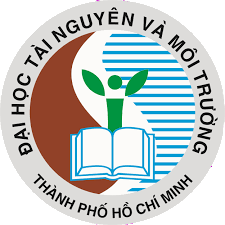 ĐẠI HỌC TÀI NGUYÊN VÀ MÔI TRƯỜNG
THÀNH PHỐ HỒ CHÍ MINH